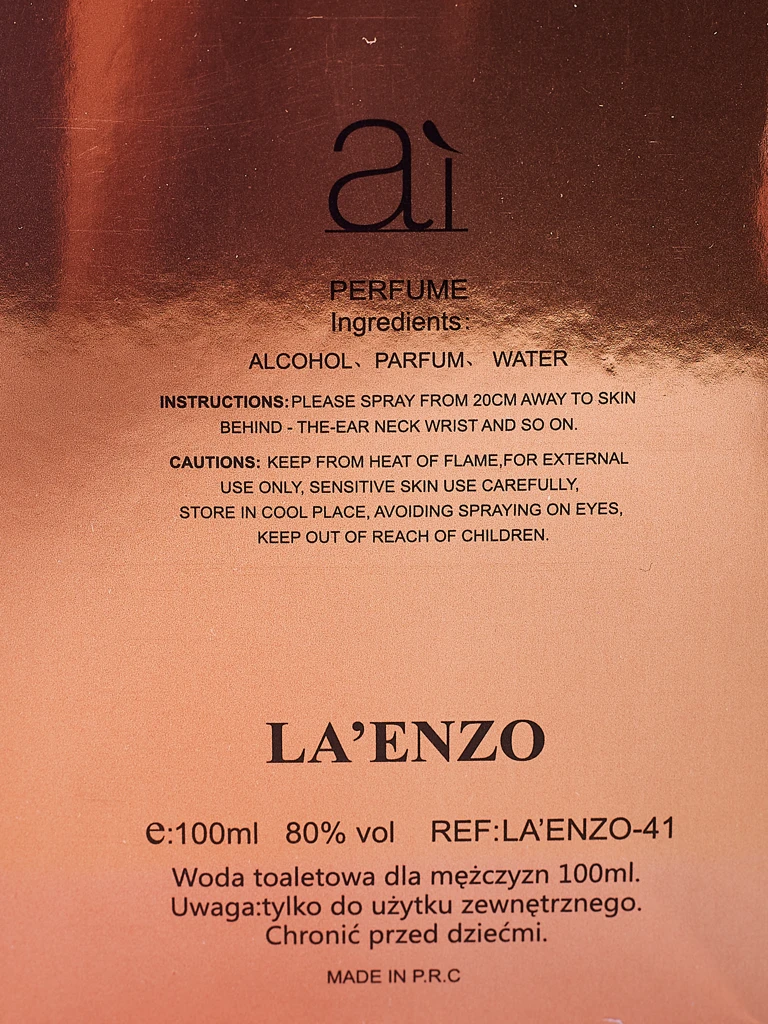 aì
PERFUME
Ingredients:
ALCOHOL、PARFUM、 WATER
INSTRUCTIONS:PLEASE SPRAY FROM 20CM AWAY TO SKIN
BEHIND - THE-EAR NECK WRIST AND SO ON.
CAUTIONS: KEEP FROM HEAT OF FLAME,FOR EXTERNAL
USE ONLY, SENSITIVE SKIN USE CAREFULLY,
STORE IN COOL PLACE, AVOIDING SPRAYING ON EYES,
KEEP OUT OF REACH OF CHILDREN.
LA’ENZO
e:100ml 80% vol REF:LA’ENZO-41
Woda toaletowa dla mężczyzn 100ml.
Uwaga:tylko do użytku zewnętrznego.
Chronić przed dziećmi.
MADE IN P.R.C